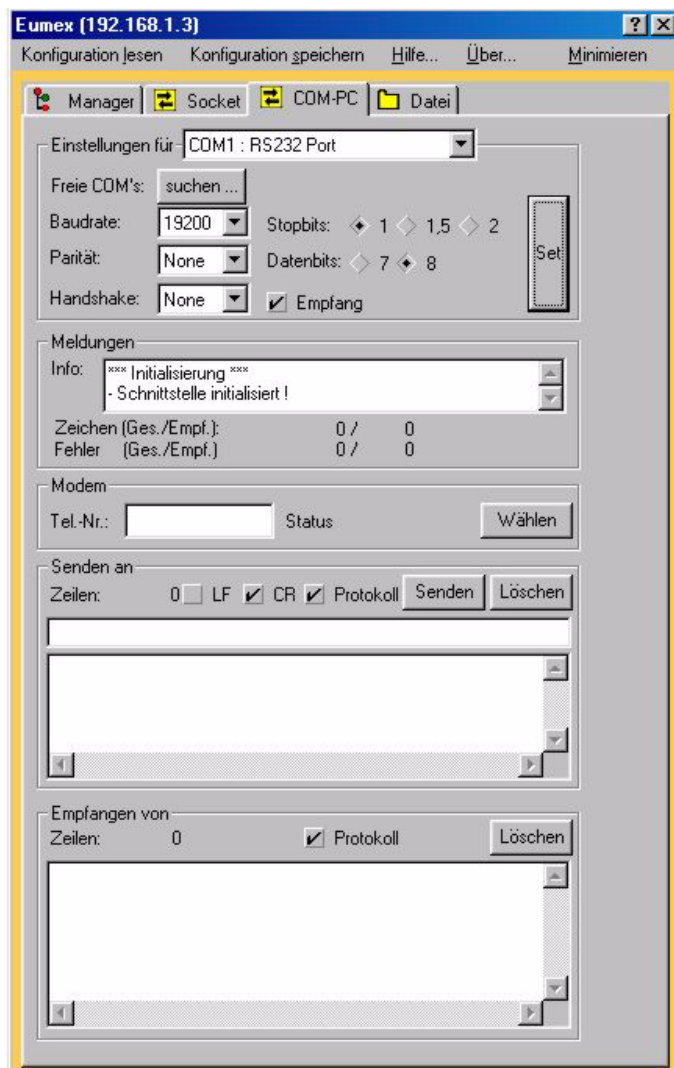 Eumex (192.168.1.3)
Konfiguration lesen Konfiguration speichern Hilfe... Über... Minimieren
Manager Socket COM-PC Datei
Einstellungen für COM1 : RS232 Port
Freie COM's: suchen ...
Baudrate: 19200 Stopbits: 1 1,5 2
Parität: None Datenbits: 7 8
Set
Handshake: None Empfang
Meldungen
Info: *** Initialisierung ***
- Schnittstelle initialisiert !
Zeichen (Ges./Empf.): 0 / 0
Fehler (Ges./Empf.) 0 / 0
Modem
Tel.-Nr.: Status Wählen
Senden an
Zeilen: 0 LF CR Protokoll Senden Löschen
Empfangen von
Zeilen: 0 Protokoll Löschen